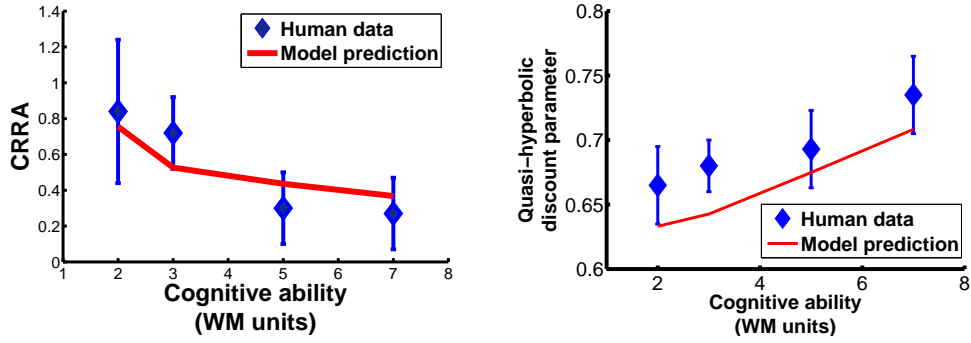 1.4
1.2
1
0.8
0.6
0.4
0.2
0
CRRA
Human data
Model prediction
1 2 3 4 5 6 7 8
Cognitive ability
(WM units)
0.8
0.75
0.7
0.65
0.6
Quasi−hyperbolic
discount parameter
Human data
Model prediction
2 4 6 8
Cognitive ability
(WM units)